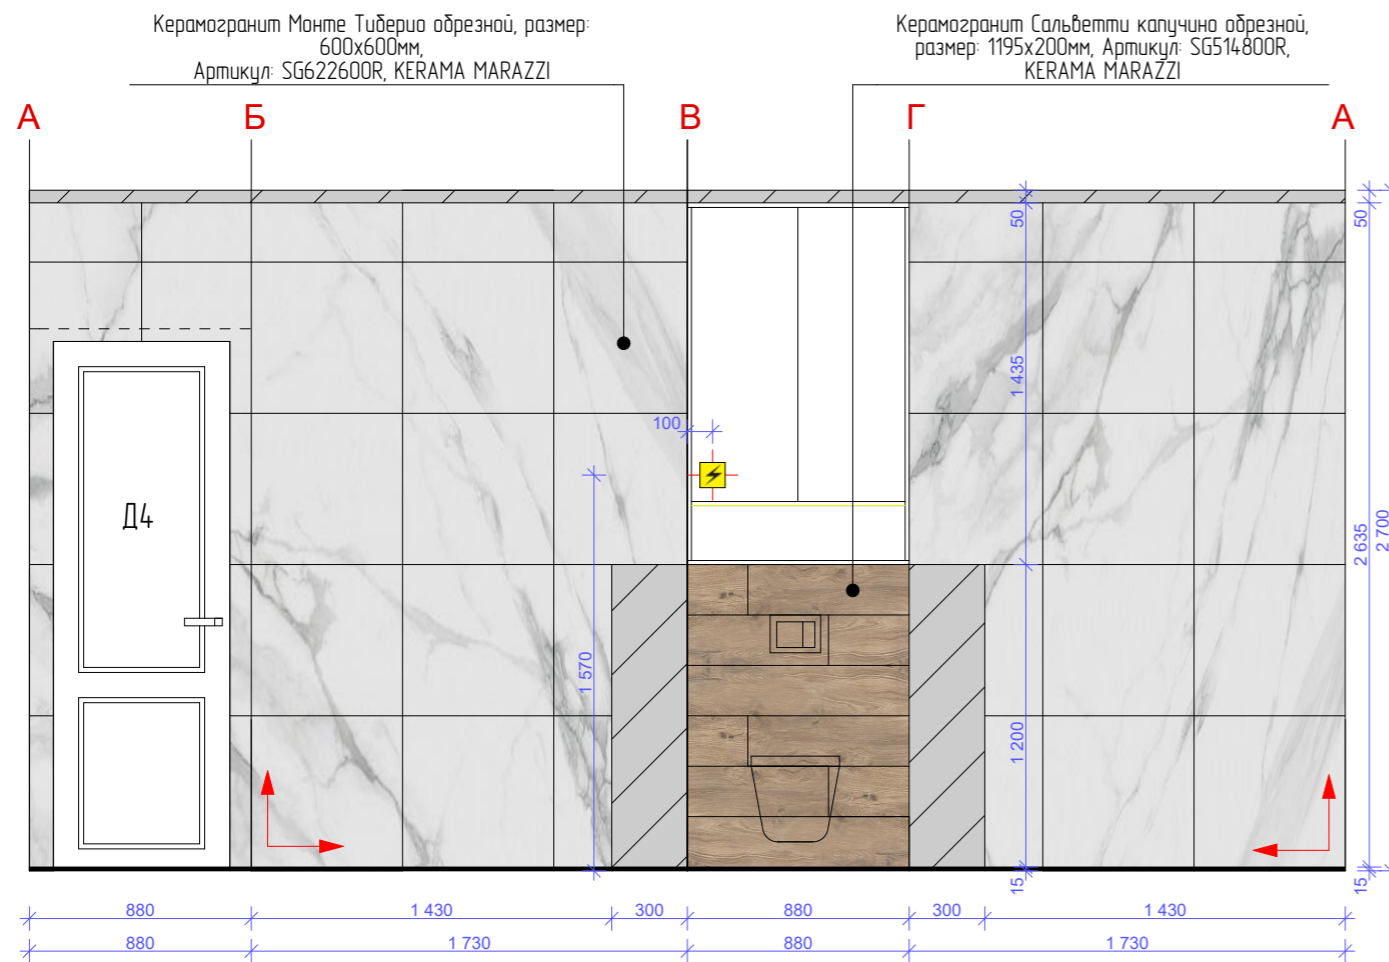 Керамогранит Монте Тиберио обрезной, размер:
600х600мм,
Артикул: SG622600R, KERAMA MARAZZI
Керамогранит Сальветти капучино обрезной,
размер: 1195х200мм, Артикул: SG514800R,
KERAMA MARAZZI
А Б В Г А
50 50
1 435
100
Д4
2 635 2 700
1 570
1 200
15 15
880 1 430 300 880 300 1 430
880 1 730 880 1 730